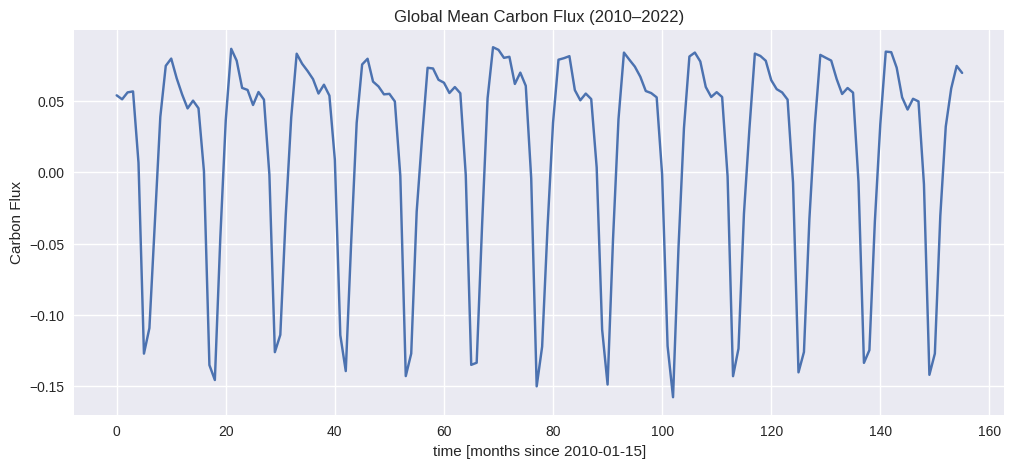 Global Mean Carbon Flux (2010–2022)
Carbon Flux
0.05
0.00
−0.05
−0.10
−0.15
0 20 40 60 80 100 120 140 160
time [months since 2010-01-15]